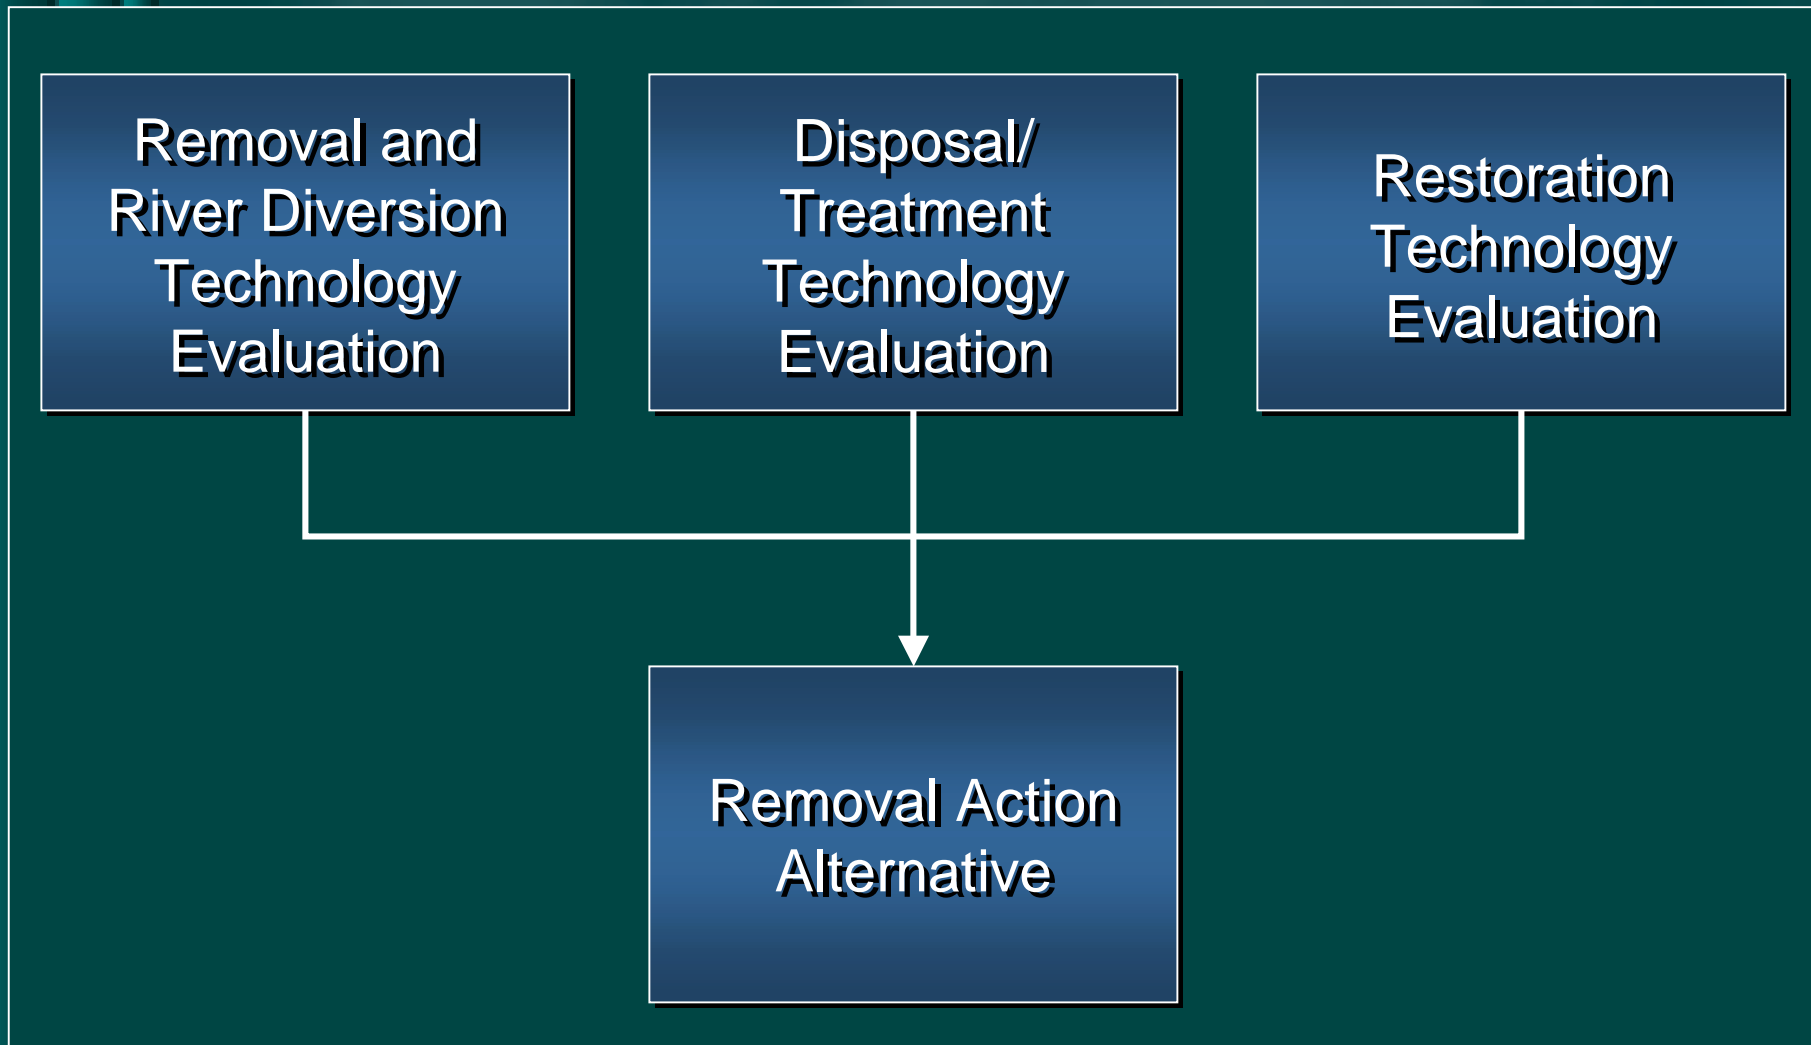 Removal and
River Diversion
Technology
Evaluation
Disposal/
Treatment
Technology
Evaluation
Restoration
Technology
Evaluation
Removal Action
Alternative